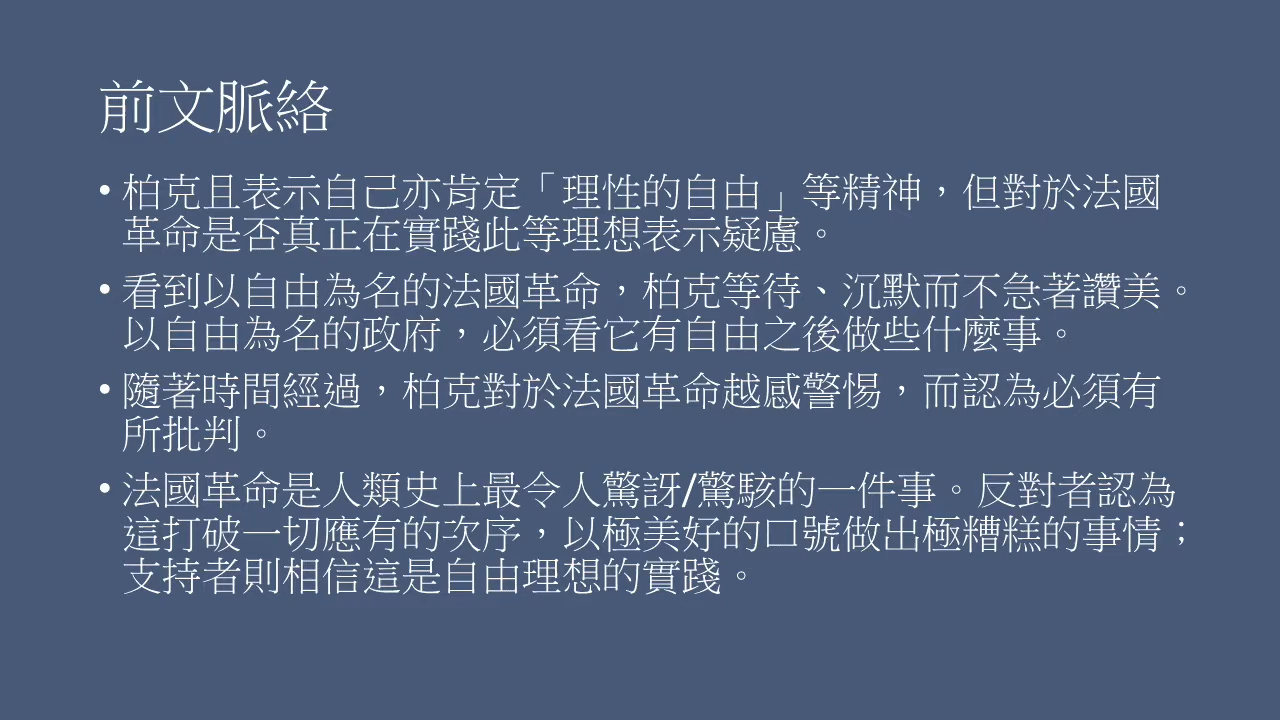 前文脈絡
• 柏克且表示自己亦肯定「理性的自由」等精神，但對於法國
革命是否真正在實踐此等理想表示疑慮。
• 看到以自由為名的法國革命，柏克等待、沉默而不急著讚美。
以自由為名的政府，必須看它有自由之後做些什麼事。
• 隨著時間經過，柏克對於法國革命越感警惕，而認為必須有
所批判。
• 法國革命是人類史上最令人驚訝/驚駭的一件事。反對者認為
這打破一切應有的次序，以極美好的口號做出極糟糕的事情；
支持者則相信這是自由理想的實踐。